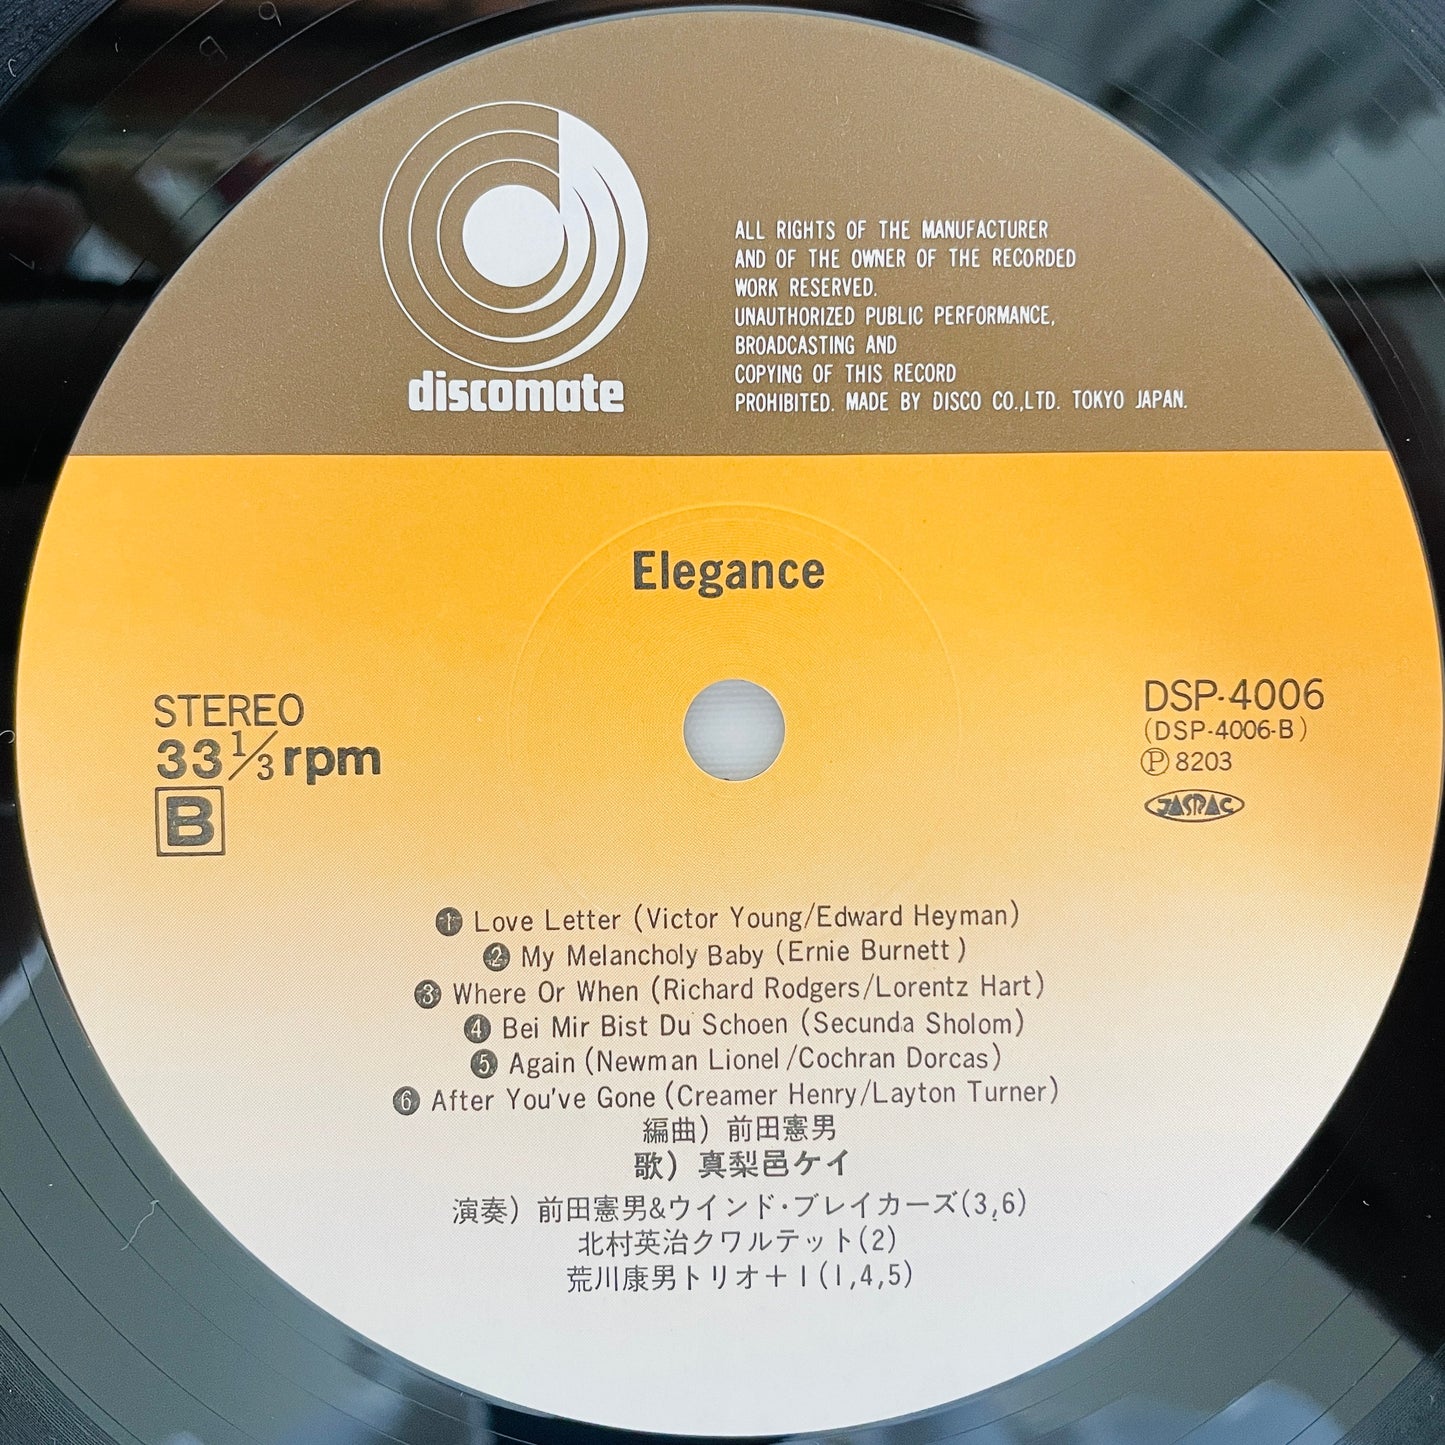 discomate
ALL RIGHTS OF THE MANUFACTURER
AND OF THE OWNER OF THE RECORDED
WORK RESERVED.
UNAUTHORIZED PUBLIC PERFORMANCE,
BROADCASTING AND
COPYING OF THIS RECORD
PROHIBITED. MADE BY DISCO CO.,LTD. TOKYO JAPAN.
Elegance
STEREO
33 1/3 rpm
B
DSP-4006
(DSP-4006-B)
Ⓟ 8203
JASRAC
❶ Love Letter (Victor Young/Edward Heyman)
❷ My Melancholy Baby (Ernie Burnett)
❸ Where Or When (Richard Rodgers/Lorentz Hart)
❹ Bei Mir Bist Du Schoen (Secunda Sholom)
❺ Again (Newman Lionel/Cochran Dorcas)
❻ After You've Gone (Creamer Henry/Layton Turner)
編曲) 前田憲男
歌) 真梨邑ケイ
演奏) 前田憲男&ウインド・ブレイカーズ(3,6)
北村英治クワルテット(2)
荒川康男トリオ+1(1,4,5)